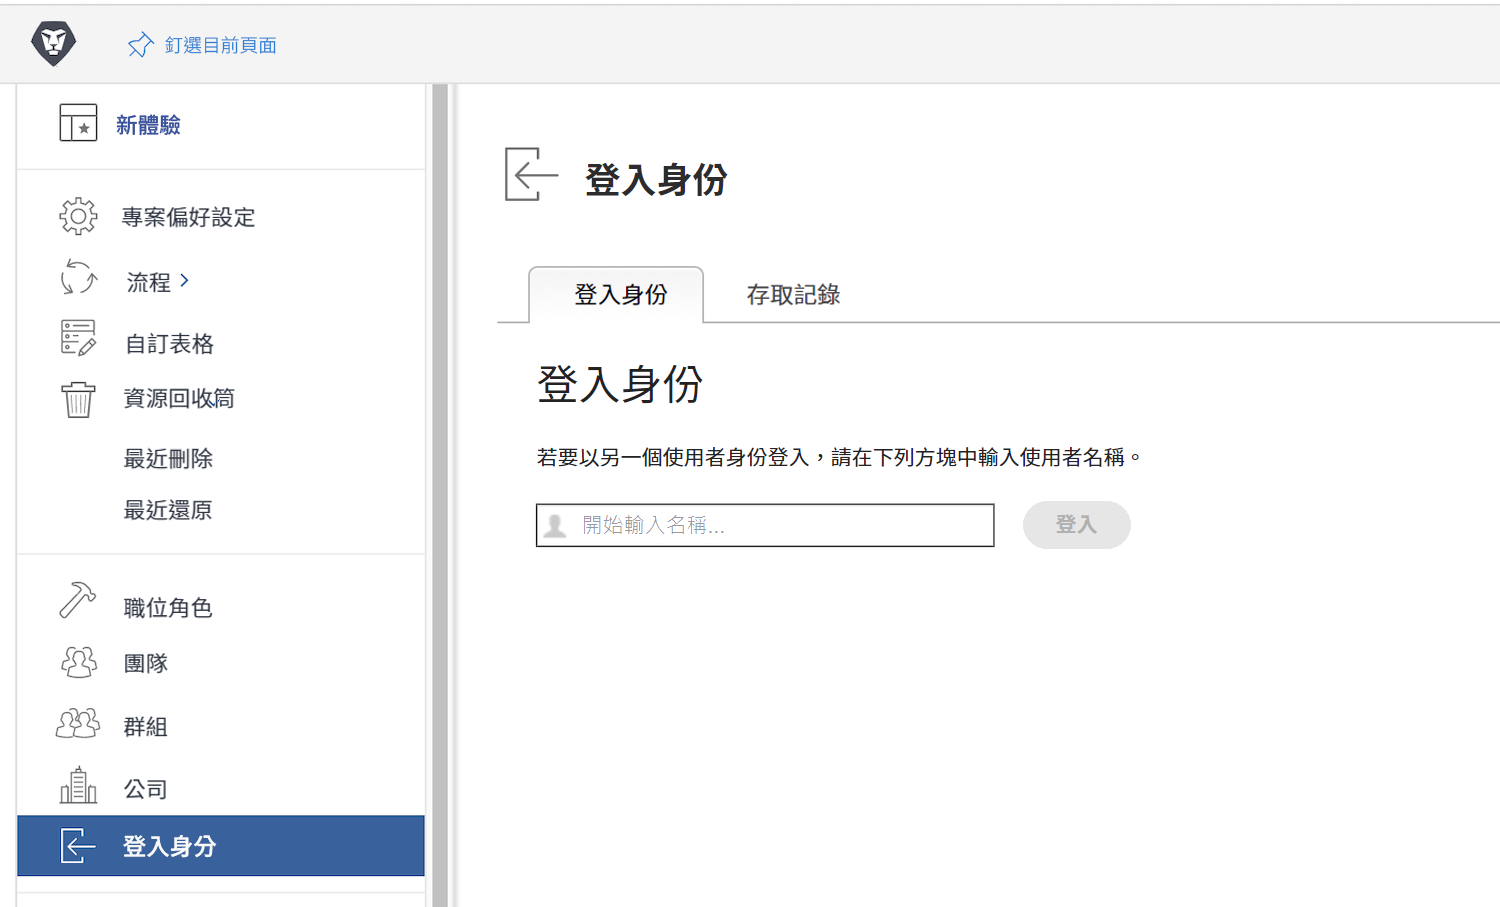 釘選目前頁面
新體驗
專案偏好設定
流程
自訂表格
資源回收筒
最近刪除
最近還原
職位角色
團隊
群組
公司
登入身分
登入身份
登入身份
存取記錄
登入身份
若要以另一個使用者身份登入，請在下列方塊中輸入使用者名稱。
開始輸入名稱...
登入